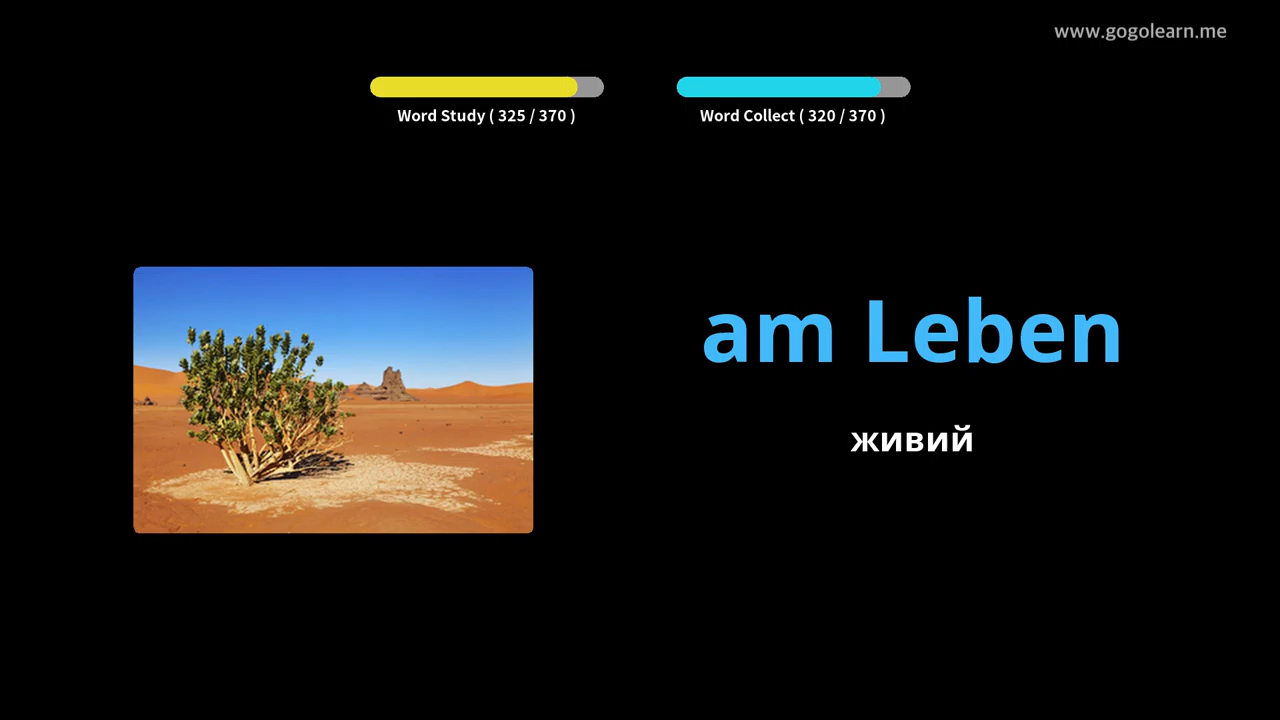 www.gogolearn.me
Word Study ( 325 / 370 )
Word Collect ( 320 / 370 )
am Leben
живий